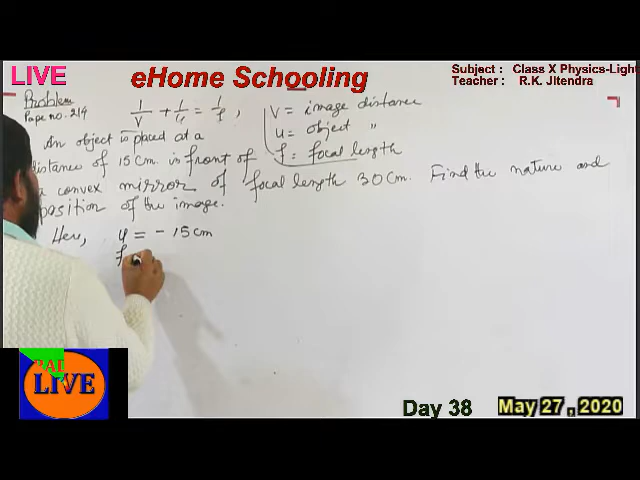 LIVE
eHome Schooling
Subject : Class X Physics-Light
Teacher : R.K. Jitendra
Problem
Page no. 214
1/v + 1/u = 1/f ,
V = image distance
u = object "
f = focal length
An object is placed at a
distance of 15 cm. in front of
a convex mirror of focal length 30 cm. Find the nature and
position of the image.
Here, u = - 15 cm
f
LIVE
Day 38
May 27 , 2020